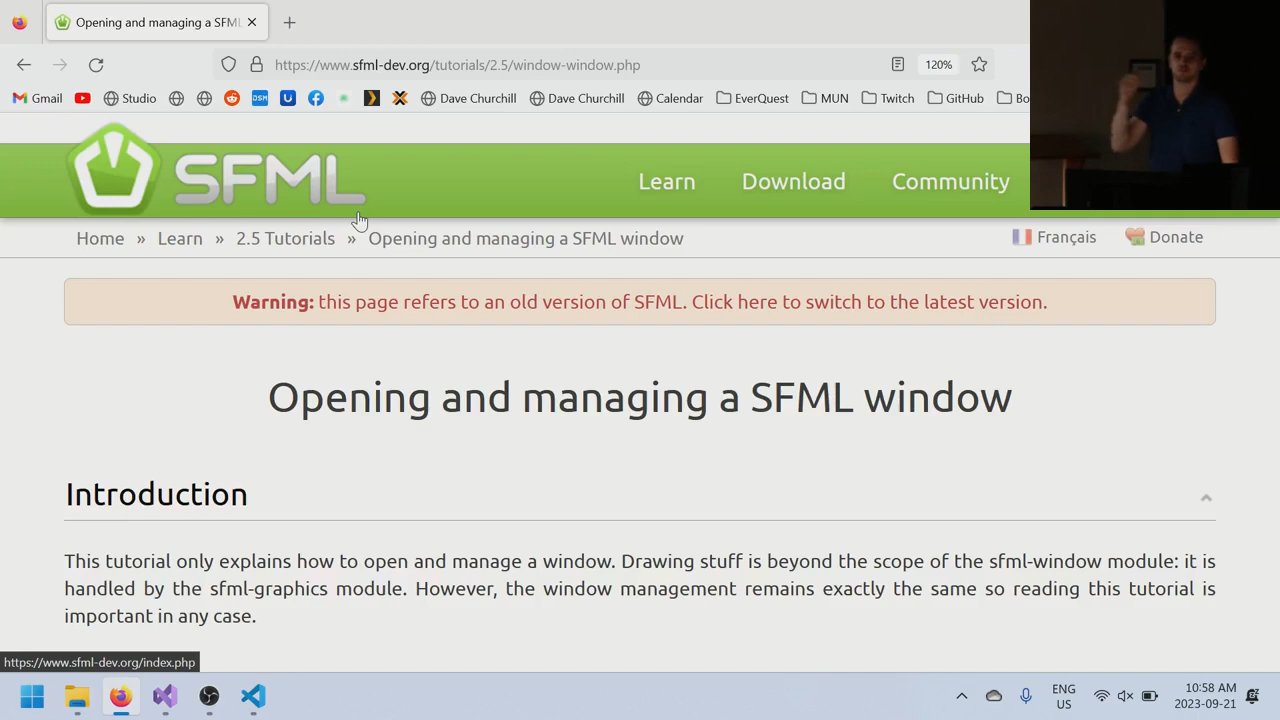 Opening and managing a SFML
https://www.sfml-dev.org/tutorials/2.5/window-window.php
120%
Gmail
Studio
DSM
Dave Churchill
Dave Churchill
Calendar
EverQuest
MUN
Twitch
GitHub
Bo
SFML
Learn
Download
Community
Home » Learn » 2.5 Tutorials » Opening and managing a SFML window
Français
Donate
Warning: this page refers to an old version of SFML. Click here to switch to the latest version.
Opening and managing a SFML window
Introduction
This tutorial only explains how to open and manage a window. Drawing stuff is beyond the scope of the sfml-window module: it is
handled by the sfml-graphics module. However, the window management remains exactly the same so reading this tutorial is
important in any case.
https://www.sfml-dev.org/index.php
ENG
US
10:58 AM
2023-09-21